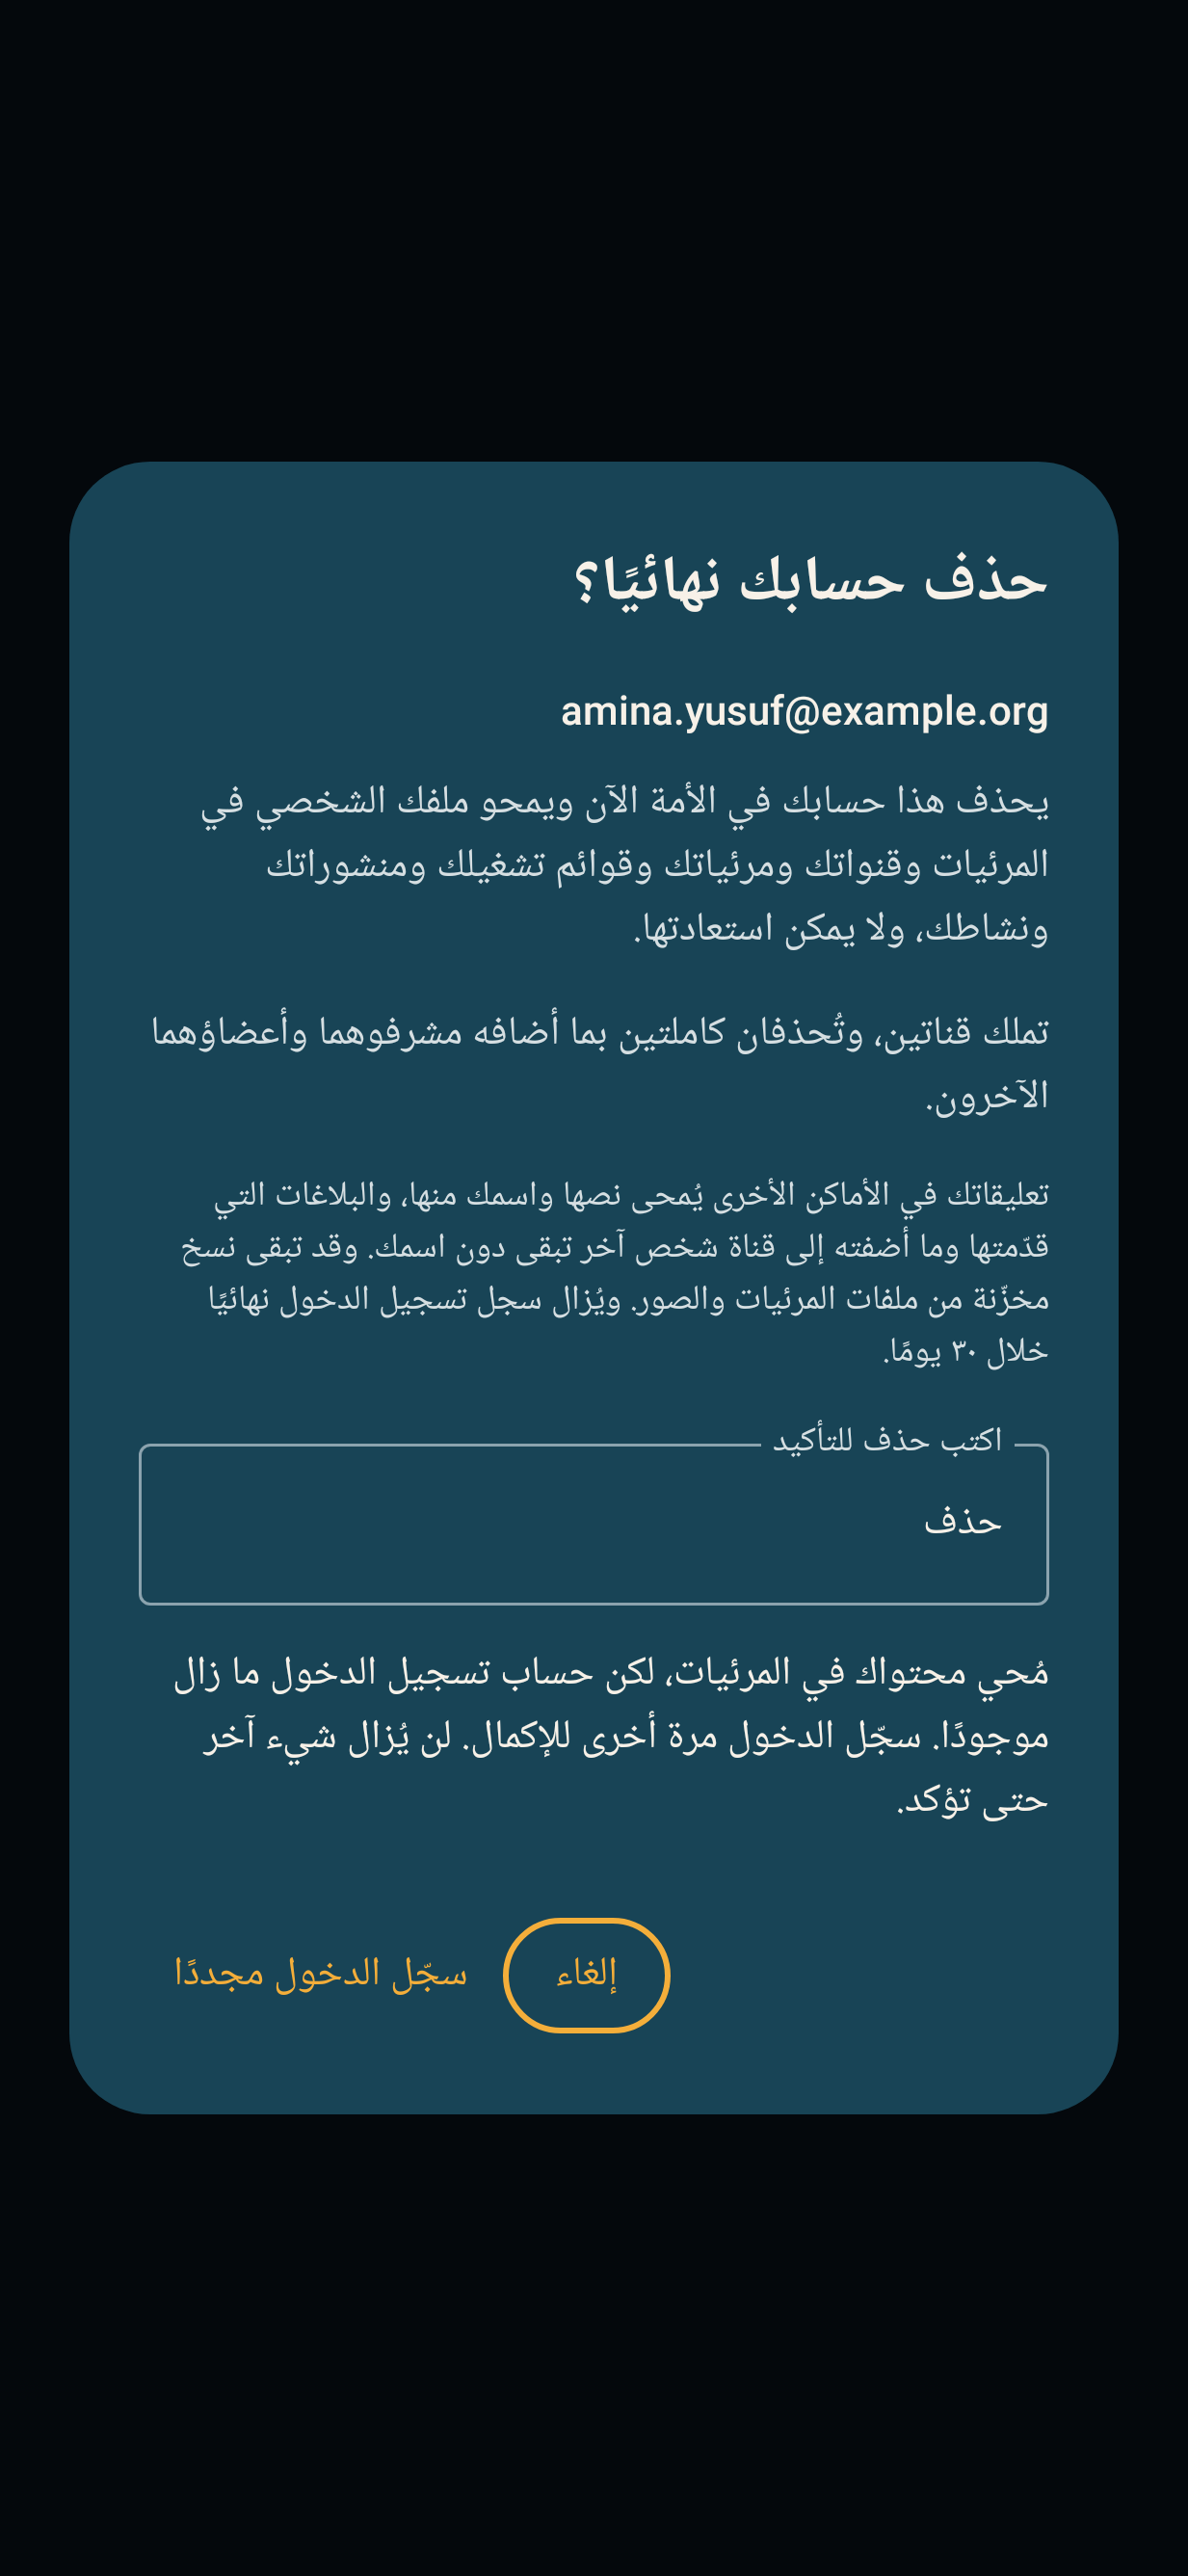 حذف حسابك نهائيًا؟
amina.yusuf@example.org
يحذف هذا حسابك في الأمة الآن ويمحو ملفك الشخصي في
المرئيات وقنواتك ومرئياتك وقوائم تشغيلك ومنشوراتك
ونشاطك، ولا يمكن استعادتها.
تملك قناتين، وتُحذفان كاملتين بما أضافه مشرفوهما وأعضاؤهما
الآخرون.
تعليقاتك في الأماكن الأخرى يُمحى نصها واسمك منها، والبلاغات التي
قدّمتها وما أضفته إلى قناة شخص آخر تبقى دون اسمك. وقد تبقى نسخ
مخزّنة من ملفات المرئيات والصور. ويُزال سجل تسجيل الدخول نهائيًا
خلال ٣٠ يومًا.
اكتب حذف للتأكيد
حذف
مُحي محتواك في المرئيات، لكن حساب تسجيل الدخول ما زال
موجودًا. سجّل الدخول مرة أخرى للإكمال. لن يُزال شيء آخر
حتى تؤكد.
إلغاء
سجّل الدخول مجددًا